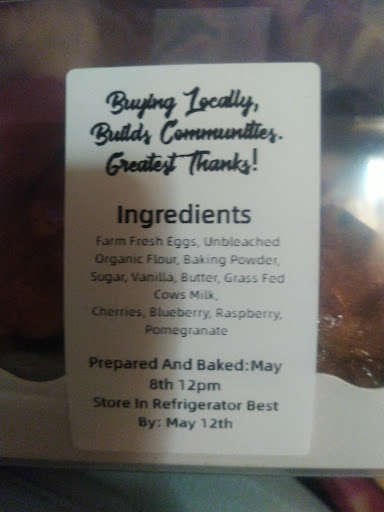 Buying Locally,
Builds Communities.
Greatest Thanks!
Ingredients
Farm Fresh Eggs, Unbleached
Organic Flour, Baking Powder,
Sugar, Vanilla, Butter, Grass Fed
Cows Milk,
Cherries, Blueberry, Raspberry,
Pomegranate
Prepared And Baked:May
8th 12pm
Store In Refrigerator Best
By: May 12th